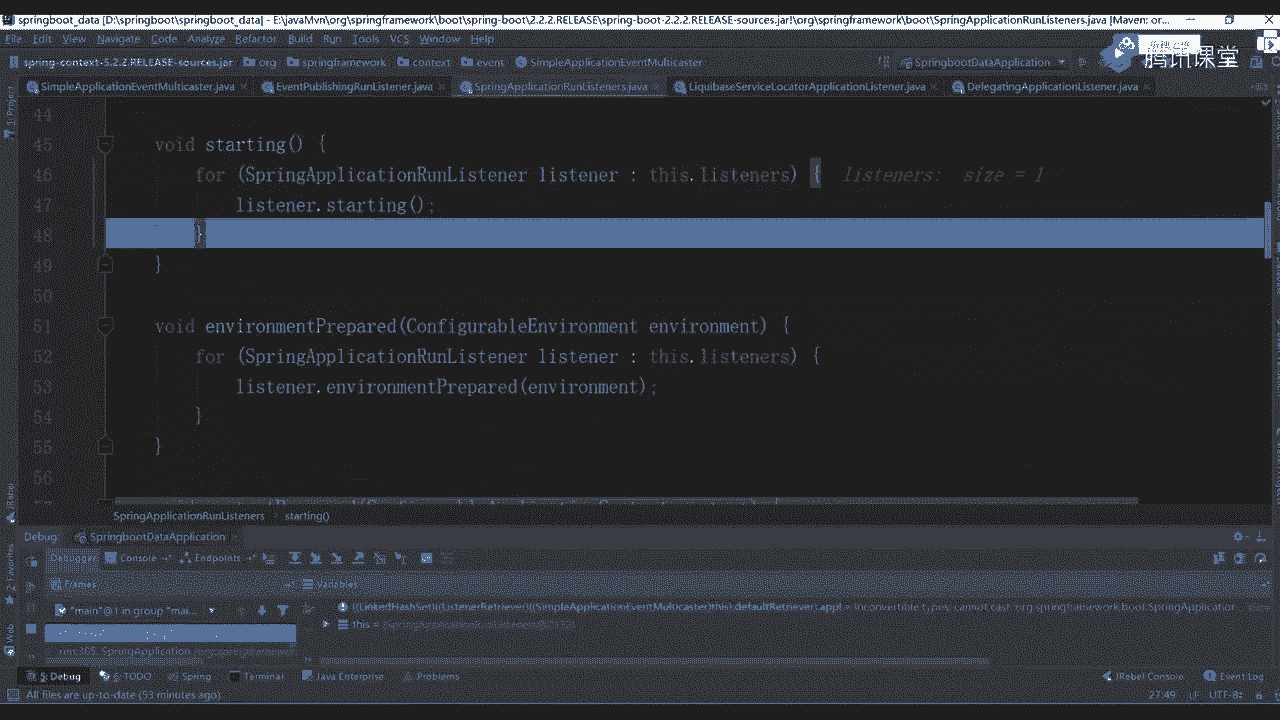 springboot_data [D:\springboot\springboot_data] - E:\javaMvn\org\springframework\boot\spring-boot\2.2.2.RELEASE\spring-boot-2.2.2.RELEASE-sources.jar!\org\springframework\boot\SpringApplicationRunListeners.java [Maven: or...
File Edit View Navigate Code Analyze Refactor Build Run Tools VCS Window Help
spring-context-5.2.2.RELEASE-sources.jar org springframework context event SimpleApplicationEventMulticaster SpringbootDataApplication
腾讯课堂
SimpleApplicationEventMulticaster.java EventPublishingRunListener.java SpringApplicationRunListeners.java LiquibaseServiceLocatorApplicationListener.java DelegatingApplicationListener.java
1: Project
44
45 void starting() {
46 for (SpringApplicationRunListener listener : this.listeners) { listeners: size = 1
47 listener.starting();
48 }
49 }
50
51 void environmentPrepared(ConfigurableEnvironment environment) {
52 for (SpringApplicationRunListener listener : this.listeners) {
53 listener.environmentPrepared(environment);
54 }
55 }
56
SpringApplicationRunListeners starting()
Debug: SpringbootDataApplication
Debugger Console Endpoints
Frames Variables
"main"@1 in group "mai... ((LinkedHashSet)(ListenerRetriever)((SimpleApplicationEventMulticaster)this).defaultRetriever).appl = inconvertible types; cannot cast 'org.springframework.boot.SpringApplication
this =
run:305, SpringApplication
JRebel
2: Favorites
Web
5: Debug 6: TODO Spring Terminal Java Enterprise Problems JRebel Console Event Log
All files are up-to-date (53 minutes ago) 27:49 LF UTF-8